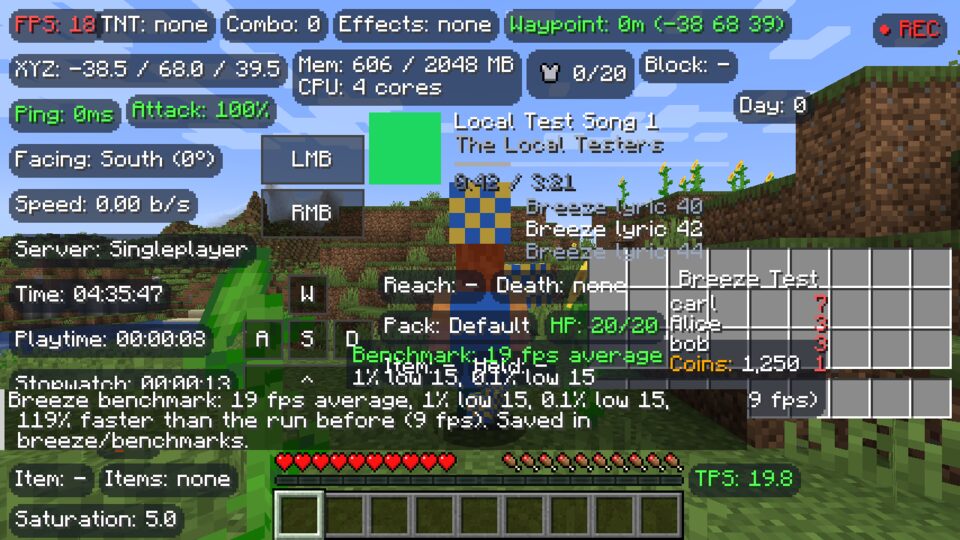 FPS: 18 TNT: none Combo: 0 Effects: none Waypoint: 0m (-38 68 39) REC
XYZ: -38.5 / 68.0 / 39.5
Mem: 606 / 2048 MB
CPU: 4 cores
0/20
Block: -
Day: 0
Ping: 0ms
Attack: 100%
Local Test Song 1
The Local Testers
0:42 / 3:21
Facing: South (0°)
LMB
Speed: 0.00 b/s
RMB
Breeze lyric 40
Breeze lyric 42
Breeze lyric 44
Server: Singleplayer
Time: 04:35:47
W
Reach: - Death: none
Breeze Test
carl 7
Alice 3
bob 3
Coins: 1,250 1
Playtime: 00:00:08
A S D
Pack: Default HP: 20/20
Benchmark: 19 fps average
1% low 15, 0.1% low 15
Stopwatch: 00:00:13
Breeze benchmark: 19 fps average, 1% low 15, 0.1% low 15,
119% faster than the run before (9 fps). Saved in
breeze/benchmarks.
9 fps)
Item: - Items: none
TPS: 19.8
Saturation: 5.0